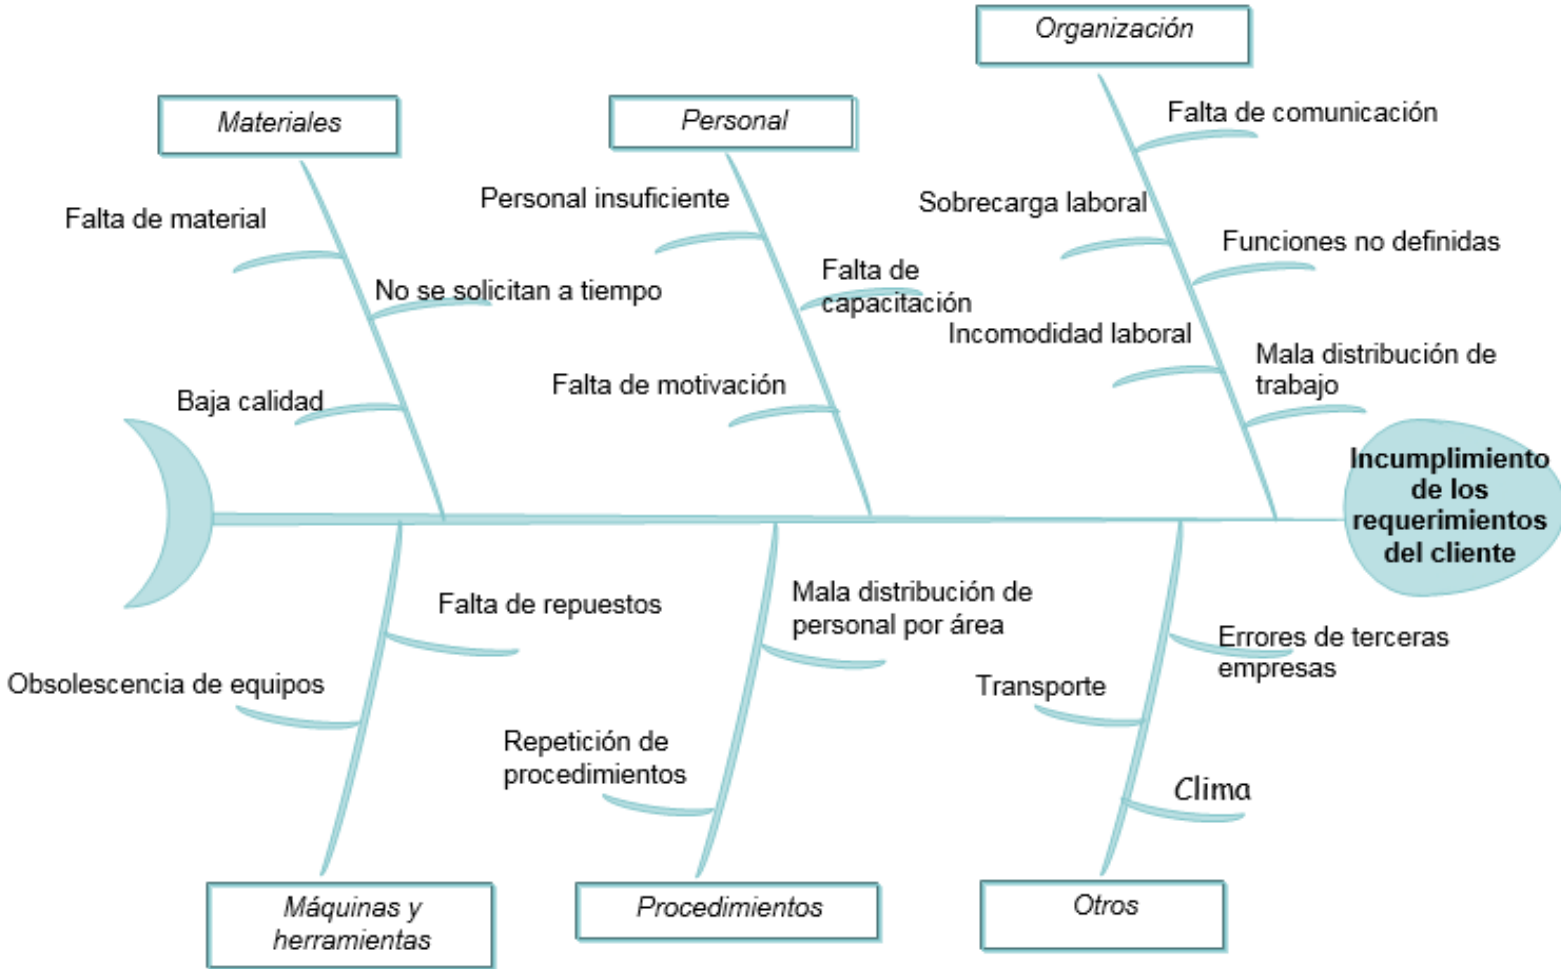 Organización
Materiales
Personal
Falta de comunicación
Personal insuficiente
Sobrecarga laboral
Falta de material
Funciones no definidas
Falta de
capacitación
No se solicitan a tiempo
Incomodidad laboral
Mala distribución de
trabajo
Falta de motivación
Baja calidad
Incumplimiento
de los
requerimientos
del cliente
Falta de repuestos
Mala distribución de
personal por área
Errores de terceras
empresas
Obsolescencia de equipos
Transporte
Repetición de
procedimientos
Clima
Máquinas y
herramientas
Procedimientos
Otros